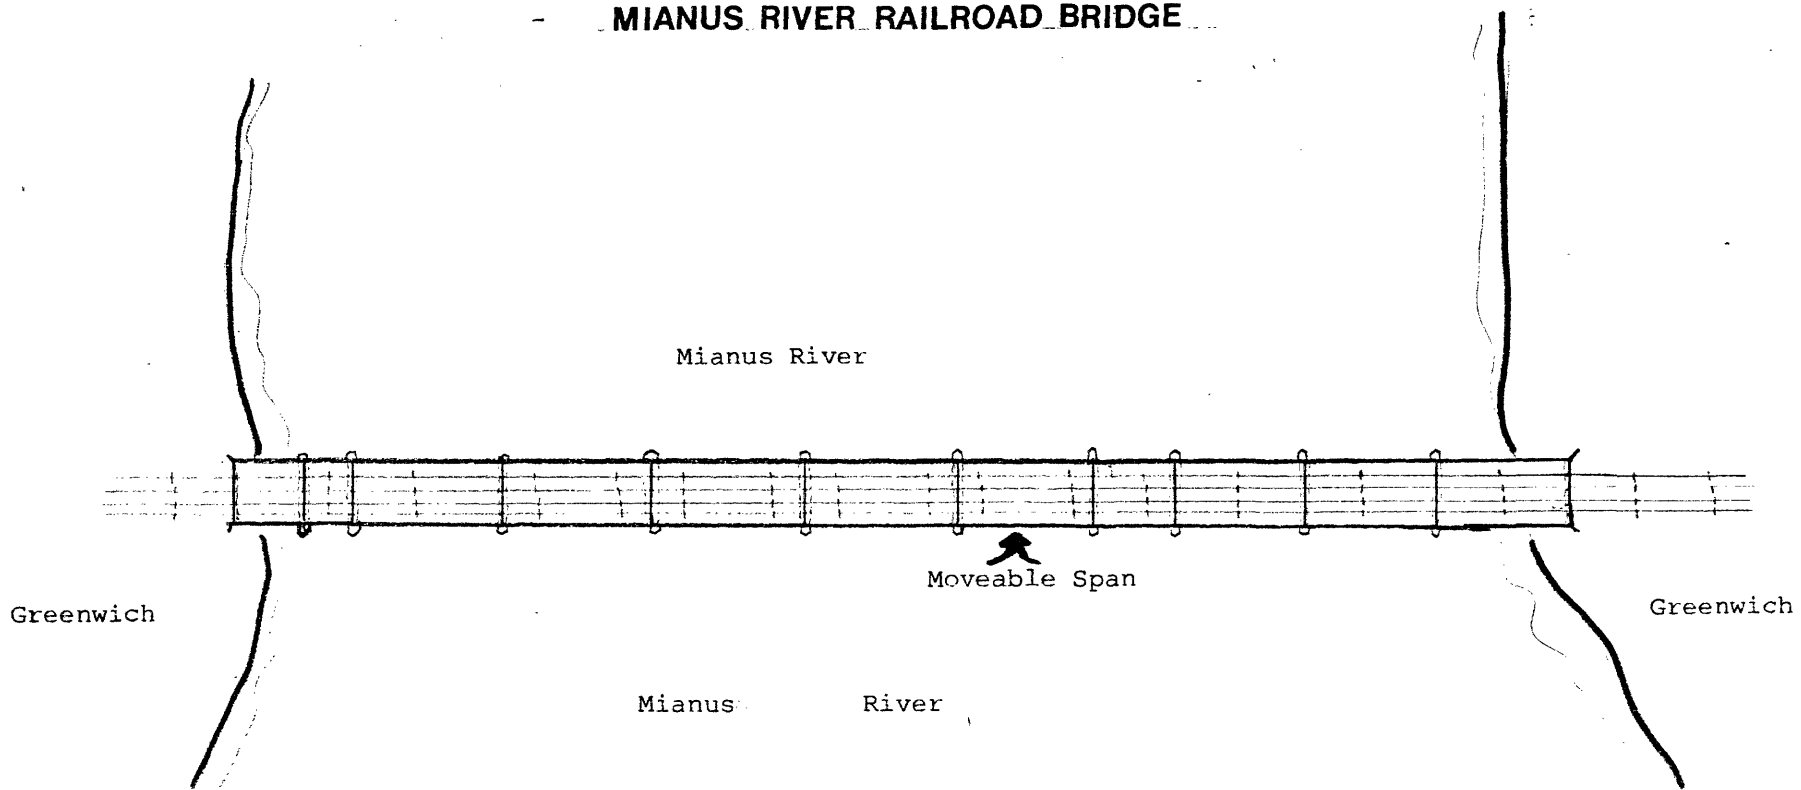 MIANUS RIVER RAILROAD BRIDGE
Mianus River
Moveable Span
Greenwich
Greenwich
Mianus River